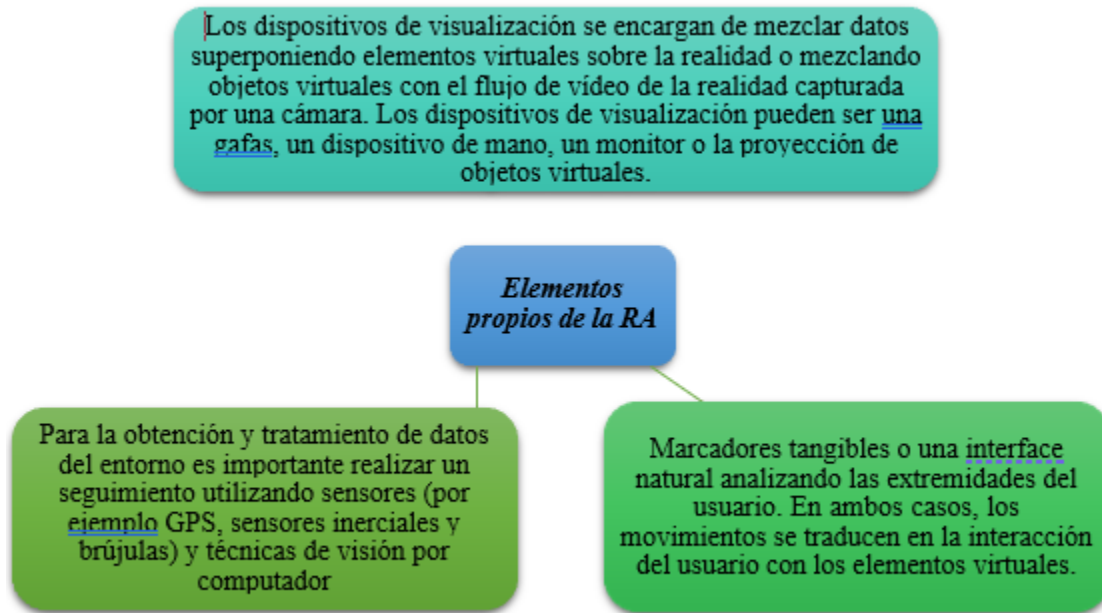 Los dispositivos de visualización se encargan de mezclar datos
superponiendo elementos virtuales sobre la realidad o mezclando
objetos virtuales con el flujo de vídeo de la realidad capturada
por una cámara. Los dispositivos de visualización pueden ser una
gafas, un dispositivo de mano, un monitor o la proyección de
objetos virtuales.
Elementos
propios de la RA
Para la obtención y tratamiento de datos
del entorno es importante realizar un
seguimiento utilizando sensores (por
ejemplo GPS, sensores inerciales y
brújulas) y técnicas de visión por
computador
Marcadores tangibles o una interface
natural analizando las extremidades del
usuario. En ambos casos, los
movimientos se traducen en la interacción
del usuario con los elementos virtuales.